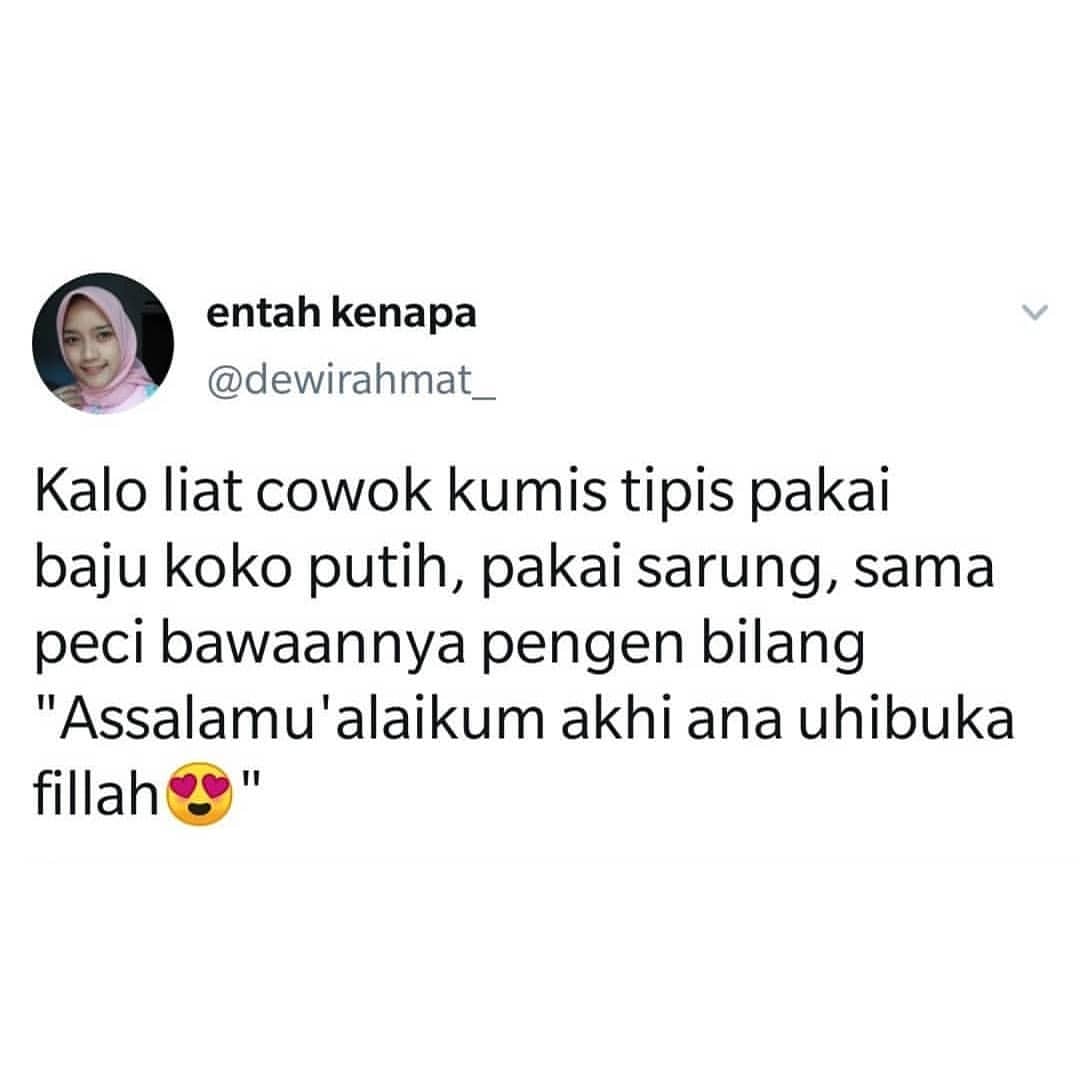 entah kenapa
@dewirahmat_
Kalo liat cowok kumis tipis pakai
baju koko putih, pakai sarung, sama
peci bawaannya pengen bilang
"Assalamu'alaikum akhi ana uhibuka
fillah😍"